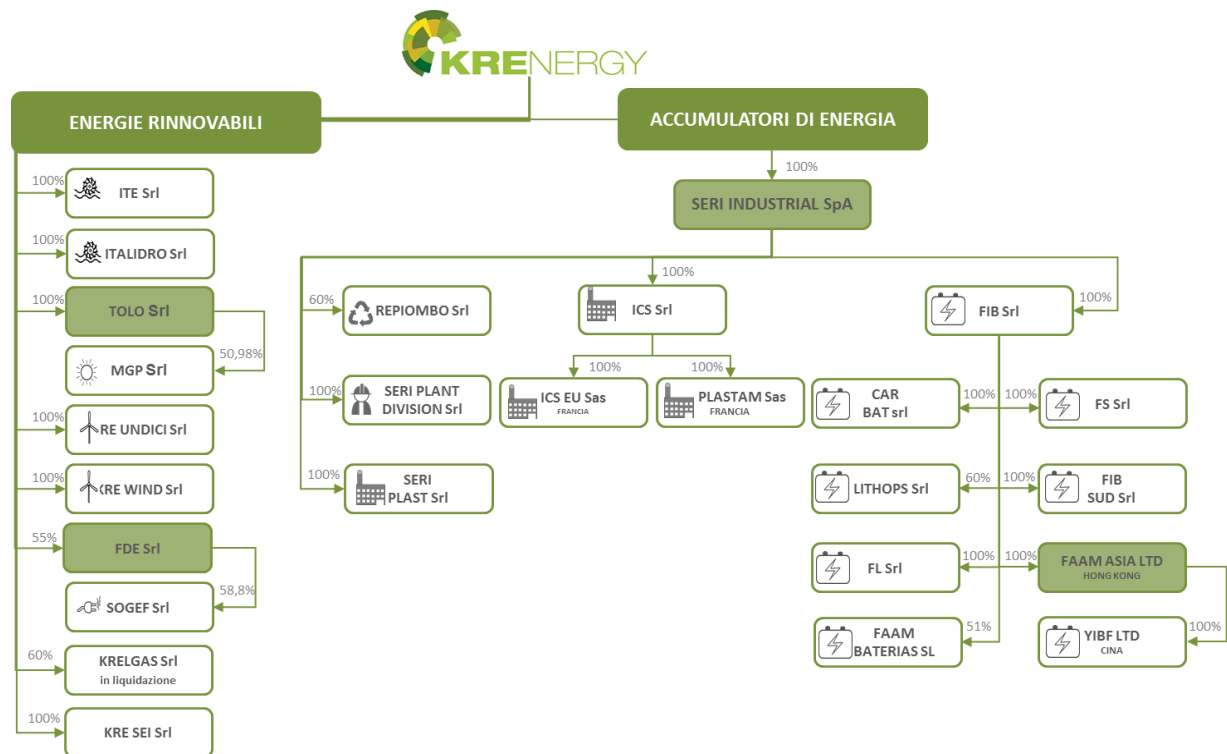 KRENERGY
ENERGIE RINNOVABILI
ACCUMULATORI DI ENERGIA
100%
ITE Srl
100%
ITALIDRO Srl
100%
TOLO Srl
50,98%
MGP Srl
100%
RE UNDICI Srl
100%
KRE WIND Srl
55%
FDE Srl
58,8%
SOGEF Srl
60%
KRELGAS Srl
in liquidazione
100%
KRE SEI Srl
100%
SERI INDUSTRIAL SpA
60%
REPIOMBO Srl
100%
SERI PLANT
DIVISION Srl
100%
SERI
PLAST Srl
100%
ICS Srl
100%
ICS EU Sas
FRANCIA
100%
PLASTAM Sas
FRANCIA
100%
FIB Srl
CAR
BAT srl
100%
100%
FS Srl
LITHOPS Srl
60%
100%
FIB
SUD Srl
FL Srl
100%
100%
FAAM ASIA LTD
HONG KONG
FAAM
BATERIAS SL
51%
YIBF LTD
CINA
100%